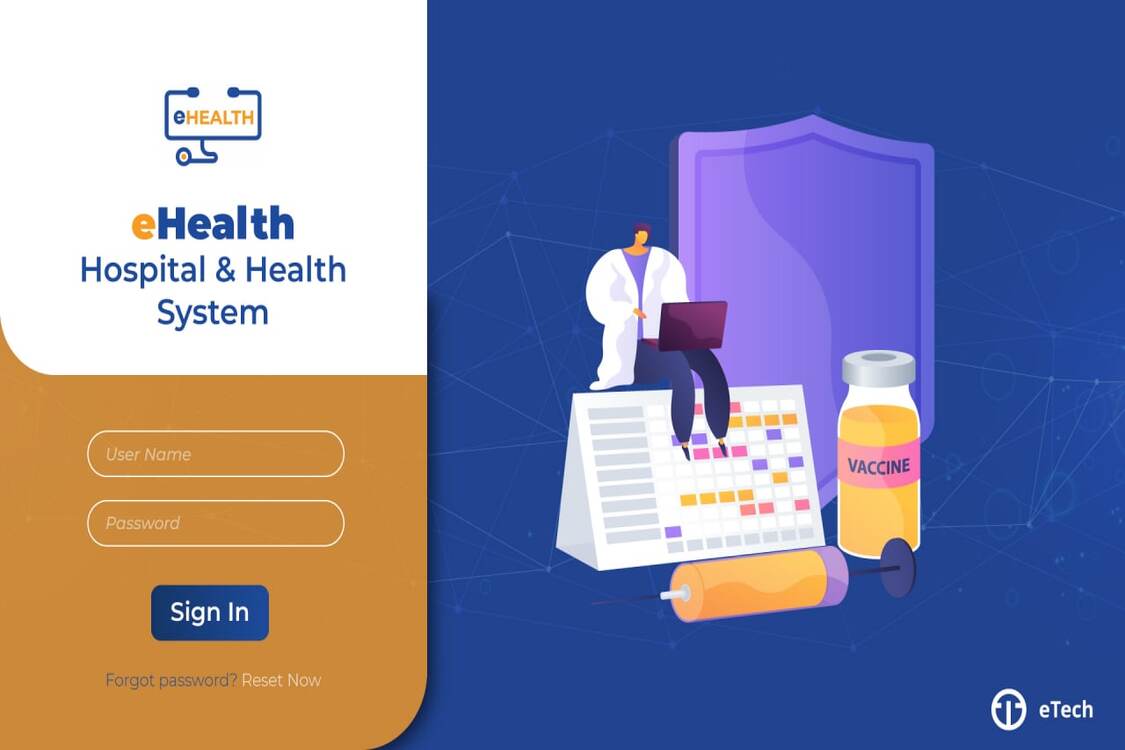 eHEALTH
eHealth
Hospital & Health
System
User Name
Password
Sign In
Forgot password? Reset Now
VACCINE
eTech